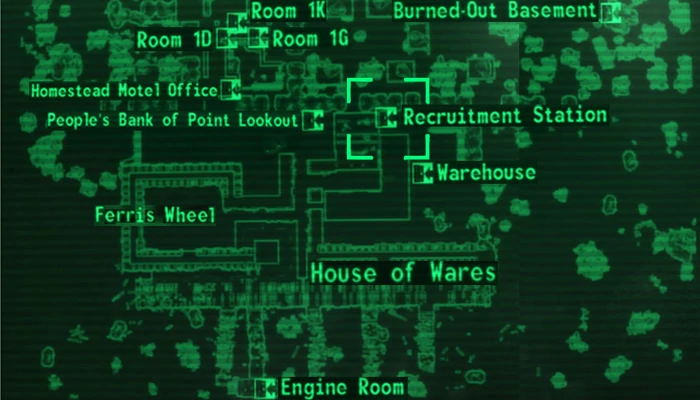 Room 1K
Burned-Out Basement
Room 1D
Room 1G
Homestead Motel Office
People's Bank of Point Lookout
Recruitment Station
Warehouse
Ferris Wheel
House of Wares
Engine Room